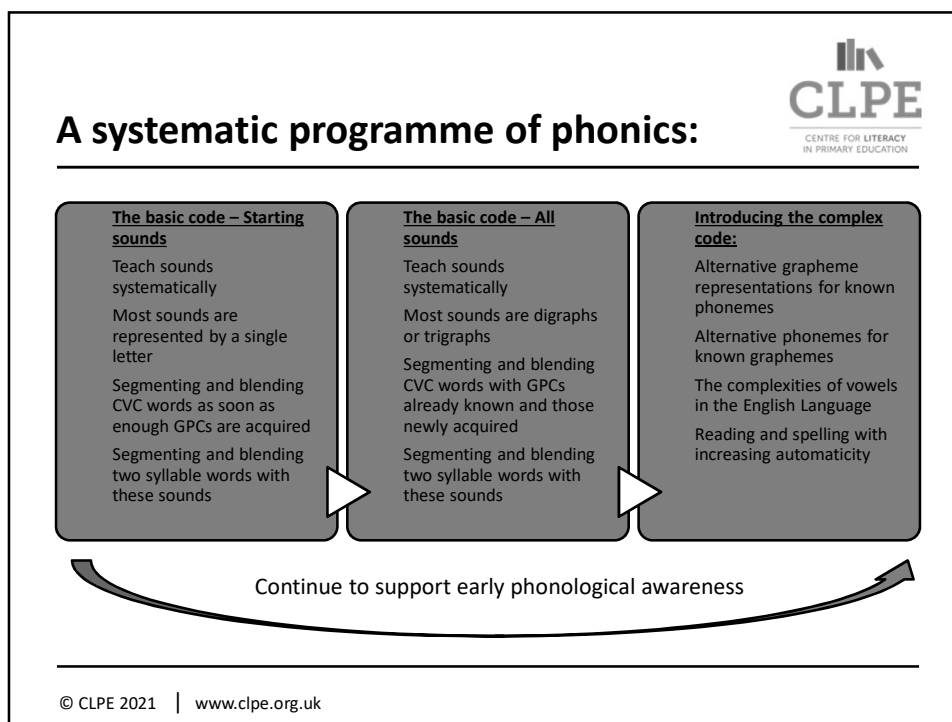 CLPE
CENTRE FOR LITERACY
IN PRIMARY EDUCATION
A systematic programme of phonics:
The basic code – Starting
sounds
Teach sounds
systematically
Most sounds are
represented by a single
letter
Segmenting and blending
CVC words as soon as
enough GPCs are acquired
Segmenting and blending
two syllable words with
these sounds
The basic code – All
sounds
Teach sounds
systematically
Most sounds are digraphs
or trigraphs
Segmenting and blending
CVC words with GPCs
already known and those
newly acquired
Segmenting and blending
two syllable words with
these sounds
Introducing the complex
code:
Alternative grapheme
representations for known
phonemes
Alternative phonemes for
known graphemes
The complexities of vowels
in the English Language
Reading and spelling with
increasing automaticity
Continue to support early phonological awareness
© CLPE 2021 | www.clpe.org.uk